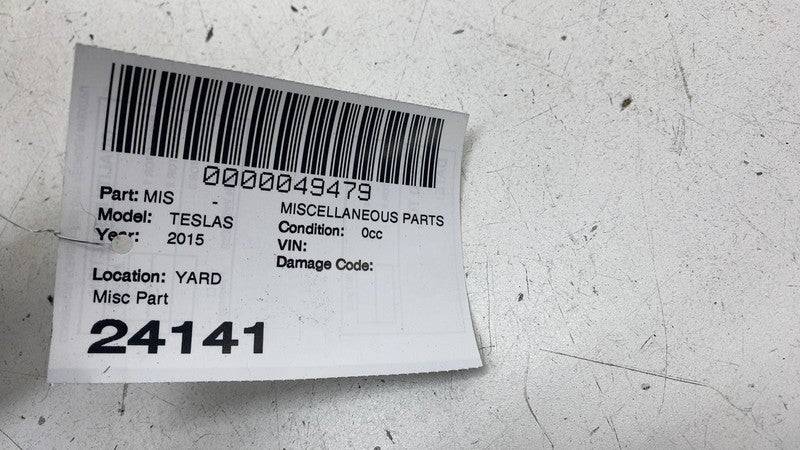 0000049479
Part: MIS - MISCELLANEOUS PARTS
Model: TESLAS Condition: 0cc
Year: 2015 VIN:
Damage Code:
Location: YARD
Misc Part
24141